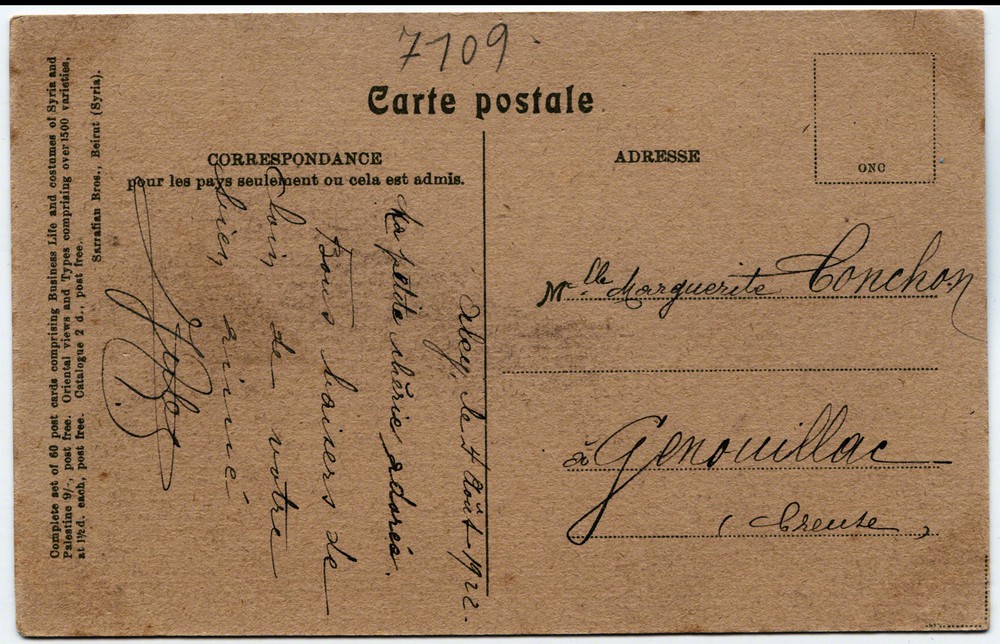 7109.
Carte postale
CORRESPONDANCE
pour les pays seulement ou cela est admis.
ADRESSE
ONC
Complete set of 60 post cards comprising Business Life and costumes of Syria and
Palestine 9/-, post free. Oriental views and Types comprising over 1500 varieties,
at 1½d. each, post free. Catalogue 2 d., post free.
Sarrafian Bros., Beirut (Syria).
Aley, le 4 Août-1922-
Ma petite chérie adorée.
Bons baisers de
loin de votre
bien aimé
Mlle Marguerite Conchon
à Genouillac
(Creuse)